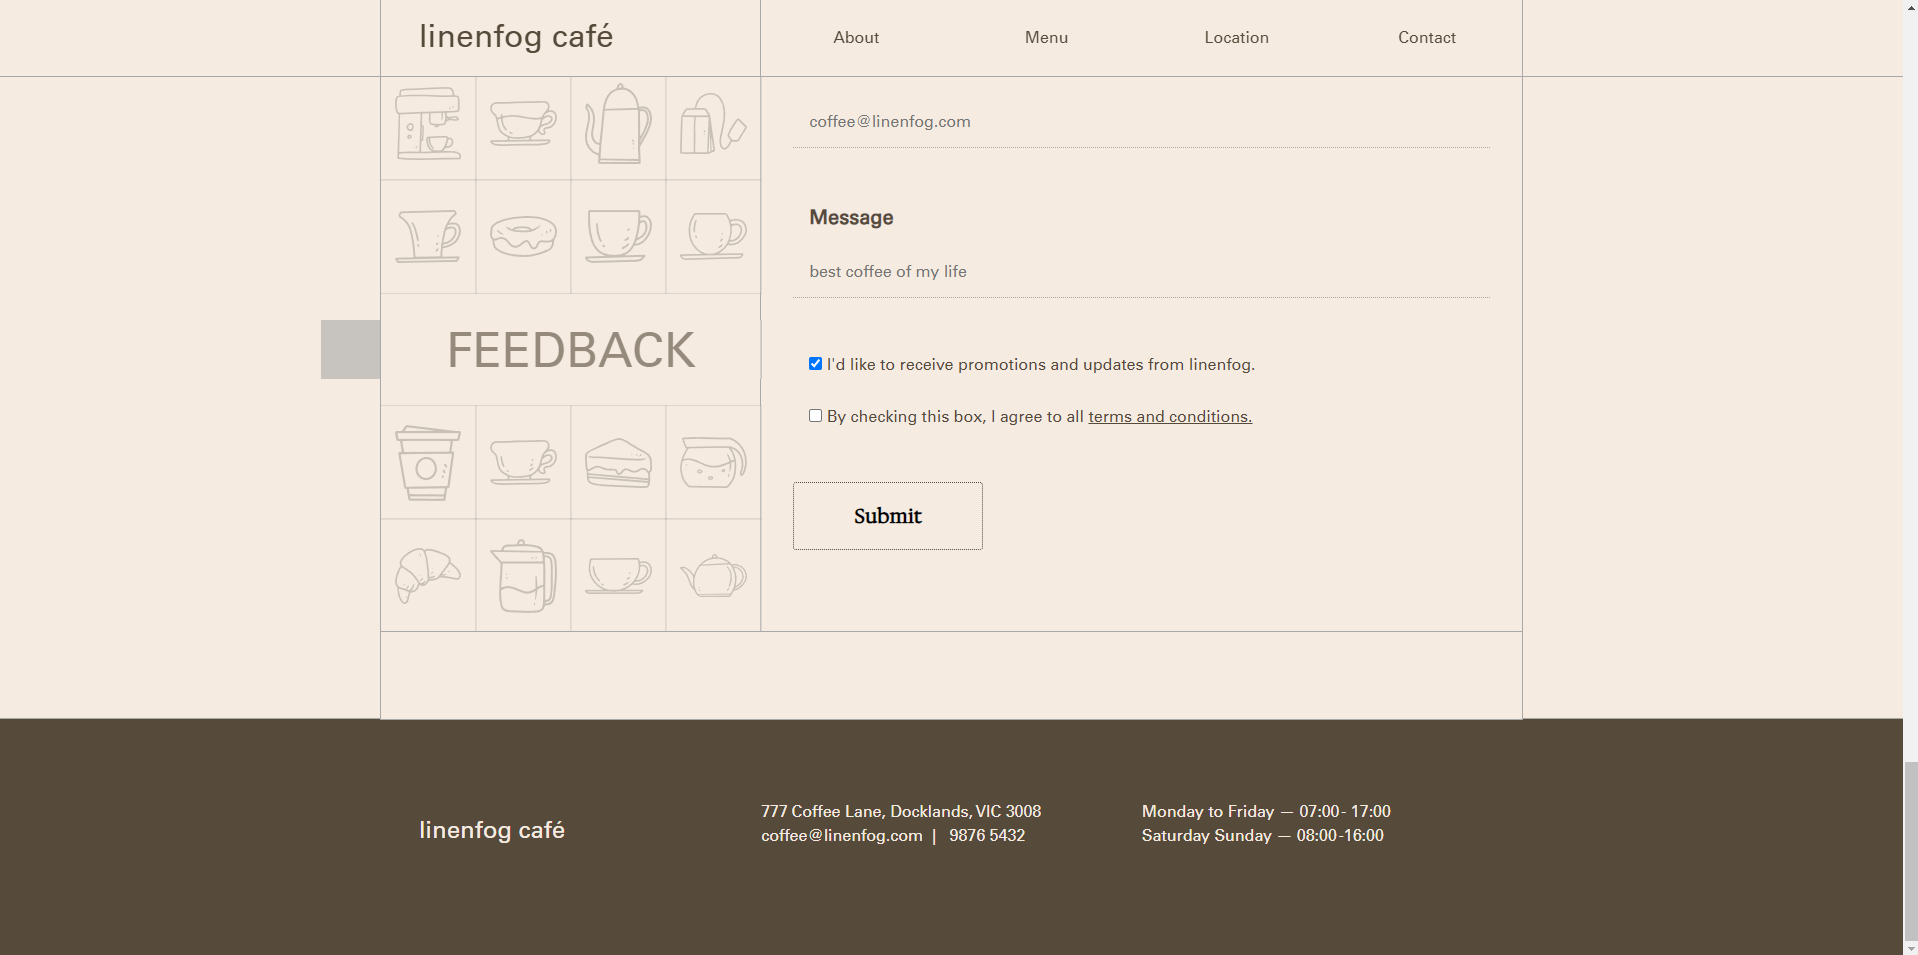 linenfog café
About
Menu
Location
Contact
coffee@linenfog.com
Message
best coffee of my life
FEEDBACK
I'd like to receive promotions and updates from linenfog.
By checking this box, I agree to all terms and conditions.
Submit
linenfog café
777 Coffee Lane, Docklands, VIC 3008
coffee@linenfog.com | 9876 5432
Monday to Friday — 07:00 - 17:00
Saturday Sunday — 08:00 -16:00